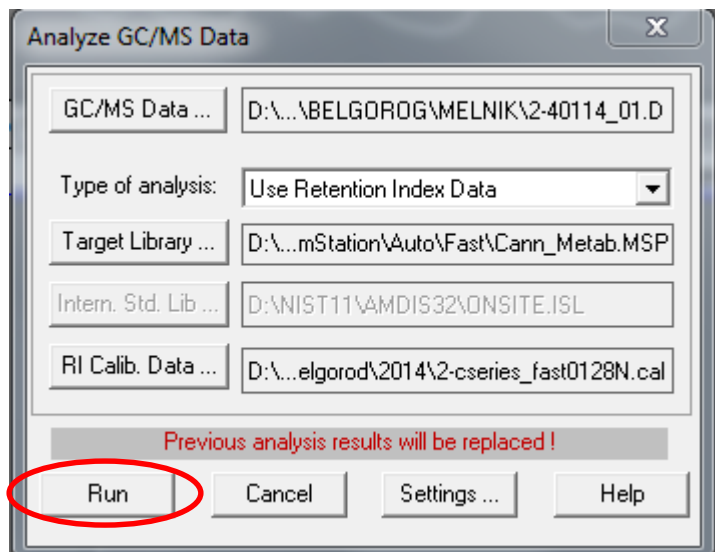 Analyze GC/MS Data
GC/MS Data ... D:\...\BELGOROG\MELNIK\2-40114_01.D
Type of analysis: Use Retention Index Data
Target Library ... D:\...mStation\Auto\Fast\Cann_Metab.MSP
Intern. Std. Lib ... D:\NIST11\AMDIS32\ONSITE.ISL
RI Calib. Data ... D:\...elgorod\2014\2-cseries_fast0128N.cal
Previous analysis results will be replaced !
Run Cancel Settings ... Help